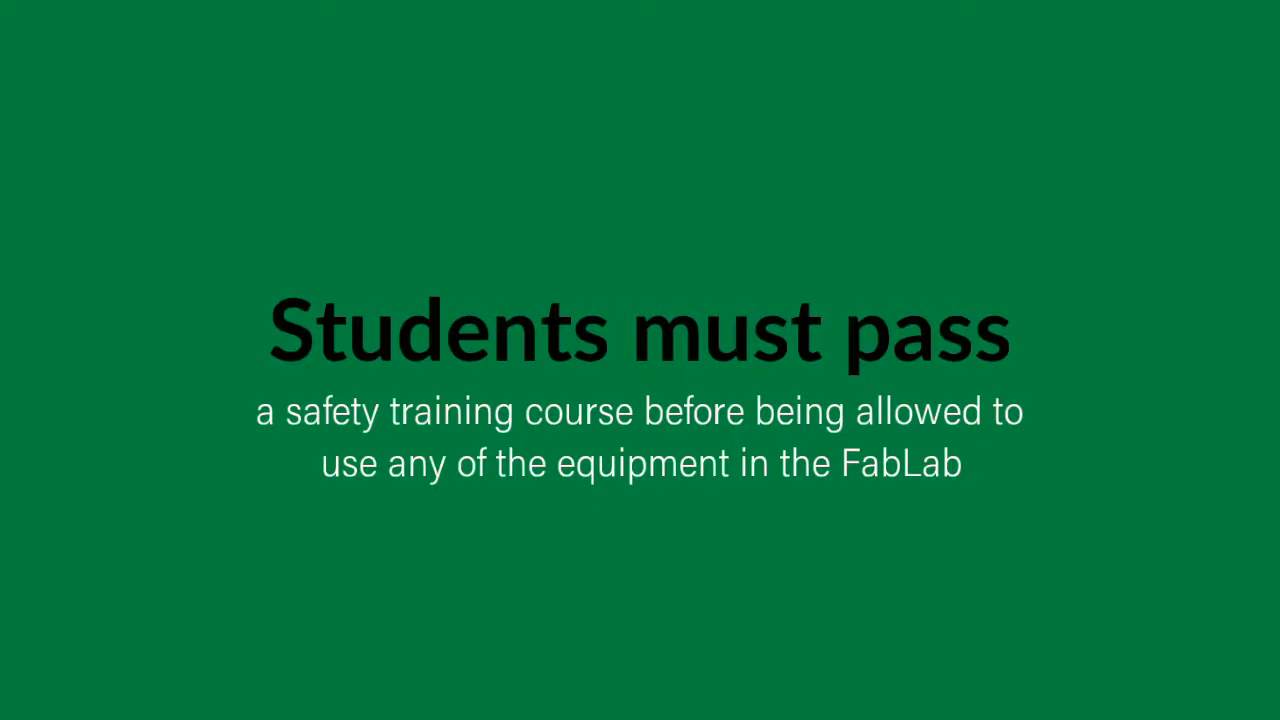 Students must pass
a safety training course before being allowed to
use any of the equipment in the FabLab